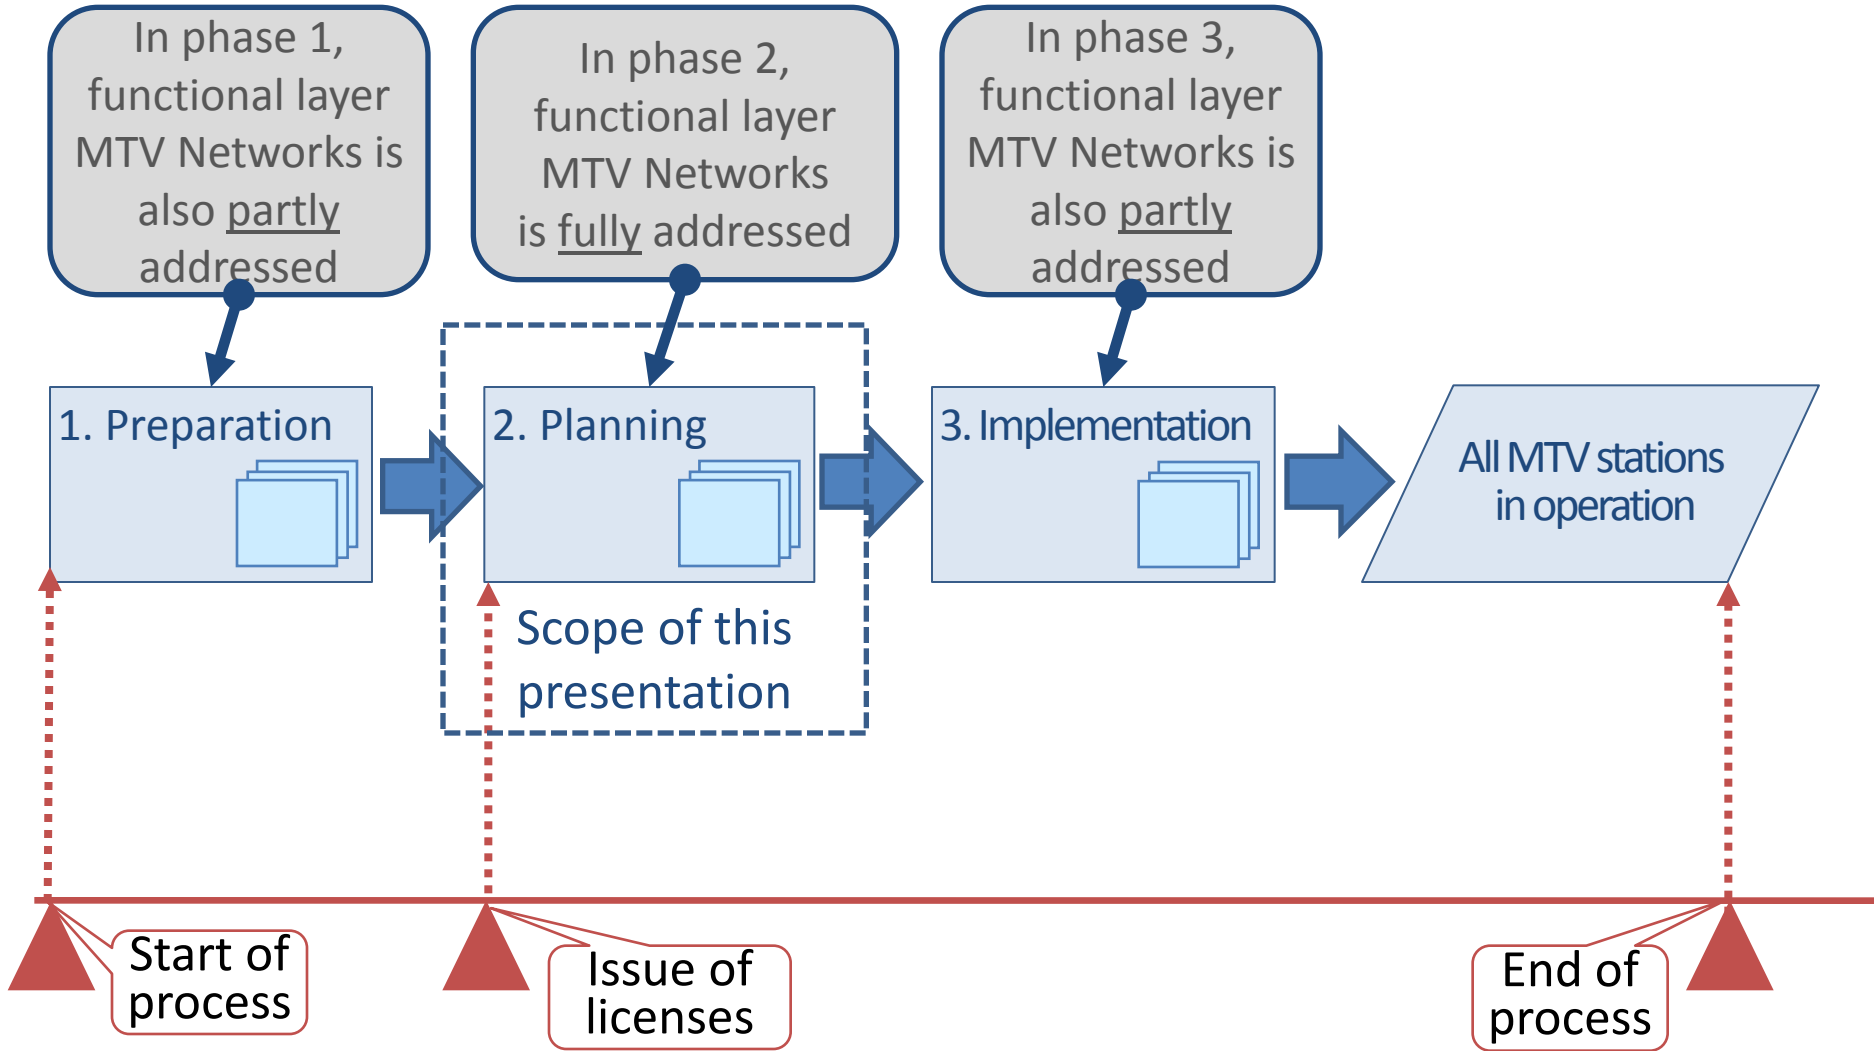 In phase 1,
functional layer
MTV Networks is
also partly
addressed
In phase 2,
functional layer
MTV Networks
is fully addressed
In phase 3,
functional layer
MTV Networks is
also partly
addressed
1. Preparation
2. Planning
3. Implementation
All MTV stations
in operation
Scope of this
presentation
Start of
process
Issue of
licenses
End of
process